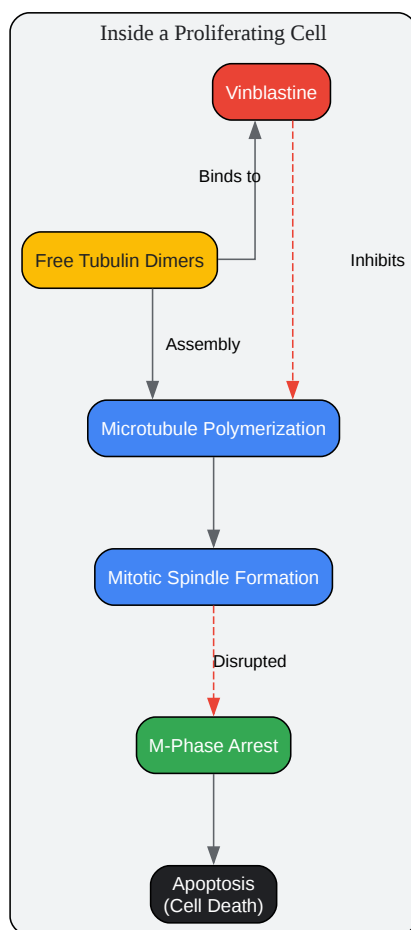 Inside a Proliferating Cell
Vinblastine
Binds to
Free Tubulin Dimers
Inhibits
Assembly
Microtubule Polymerization
Mitotic Spindle Formation
Disrupted
M-Phase Arrest
Apoptosis
(Cell Death)